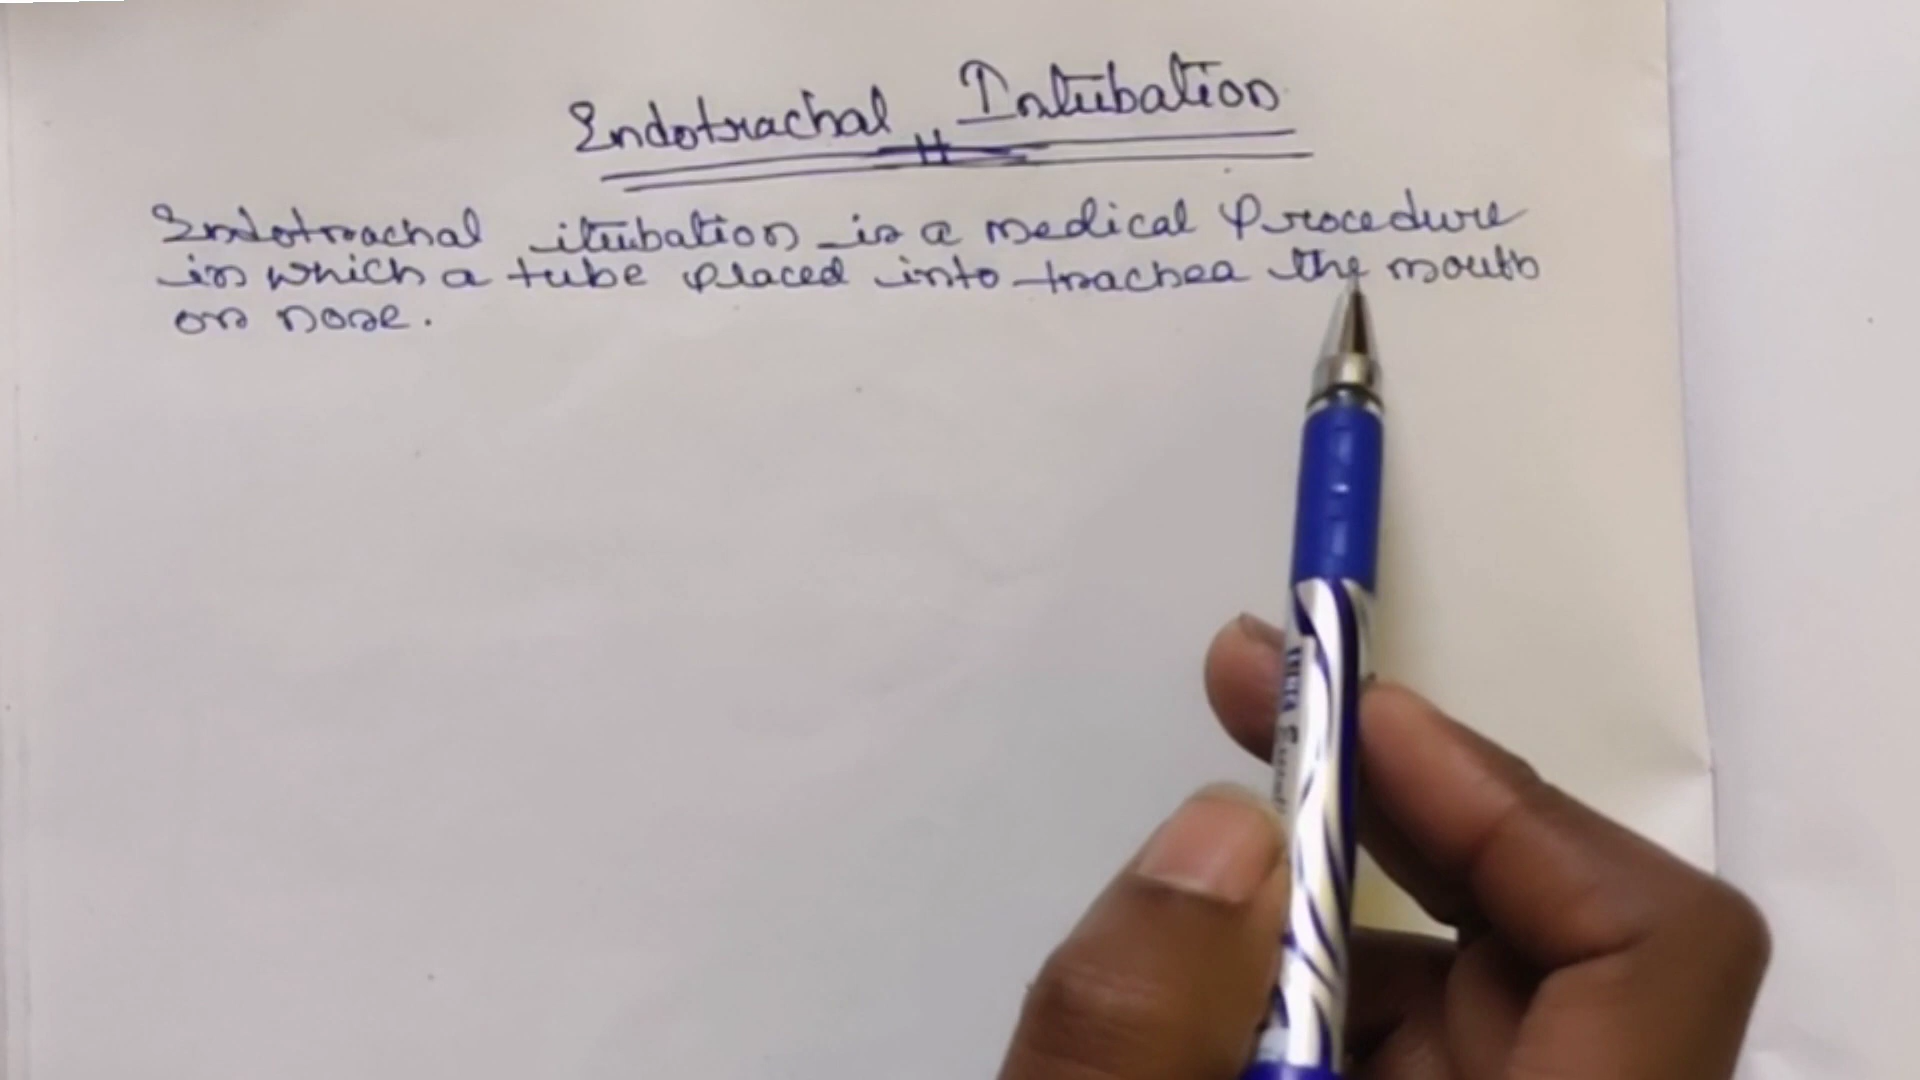 Endotrachal Intubation
Endotrachal itubation is a medical procedure
in which a tube placed into trachea the mouth
or nose.